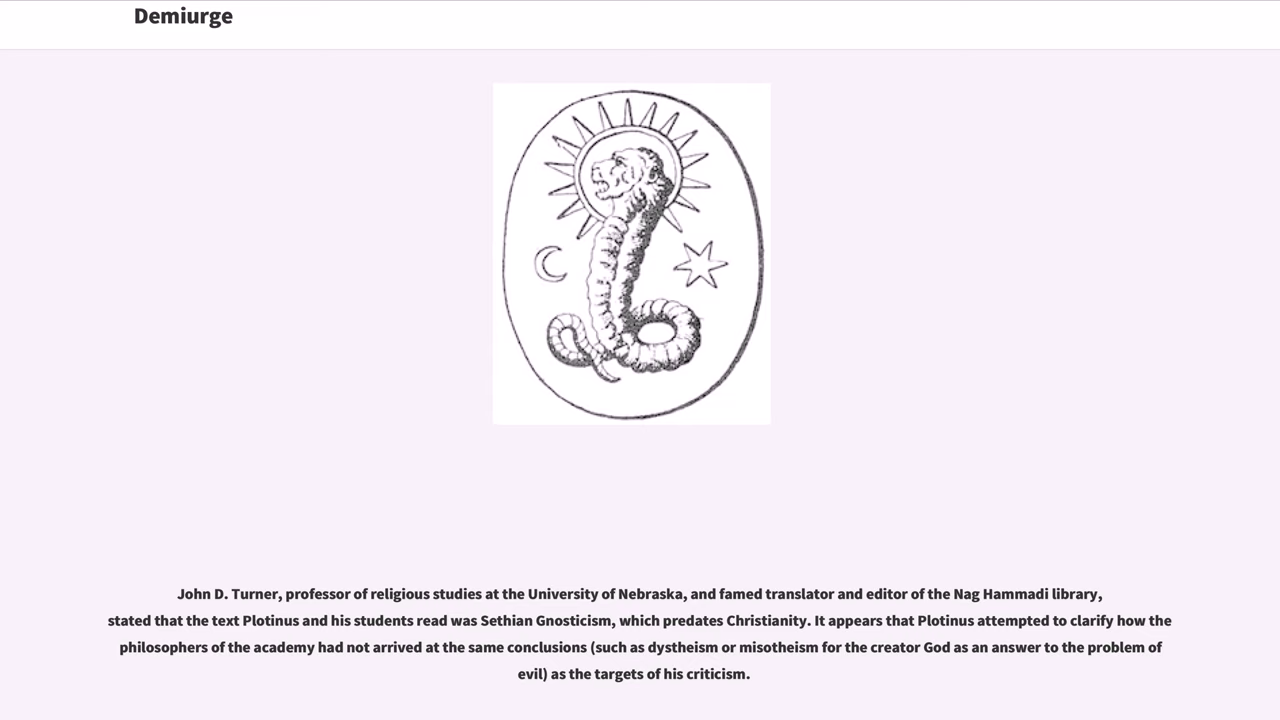 Demiurge
John D. Turner, professor of religious studies at the University of Nebraska, and famed translator and editor of the Nag Hammadi library,
stated that the text Plotinus and his students read was Sethian Gnosticism, which predates Christianity. It appears that Plotinus attempted to clarify how the
philosophers of the academy had not arrived at the same conclusions (such as dystheism or misotheism for the creator God as an answer to the problem of
evil) as the targets of his criticism.